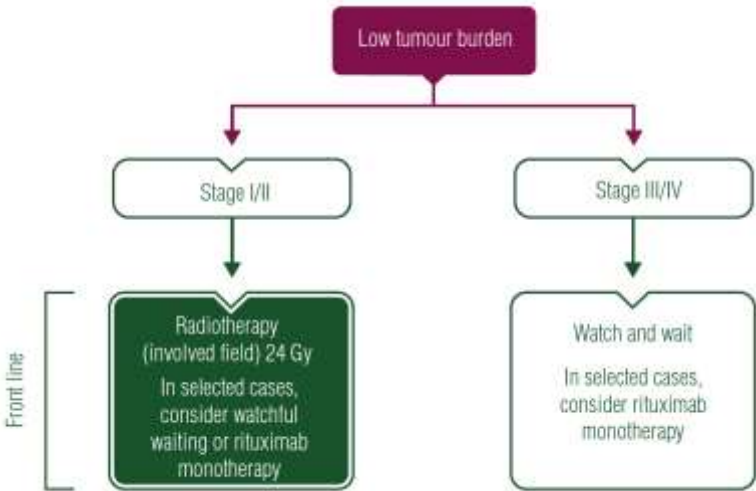 Low tumour burden
Stage I/II
Stage III/IV
Front line
Radiotherapy
(involved field) 24 Gy
In selected cases,
consider watchful
waiting or rituximab
monotherapy
Watch and wait
In selected cases,
consider rituximab
monotherapy